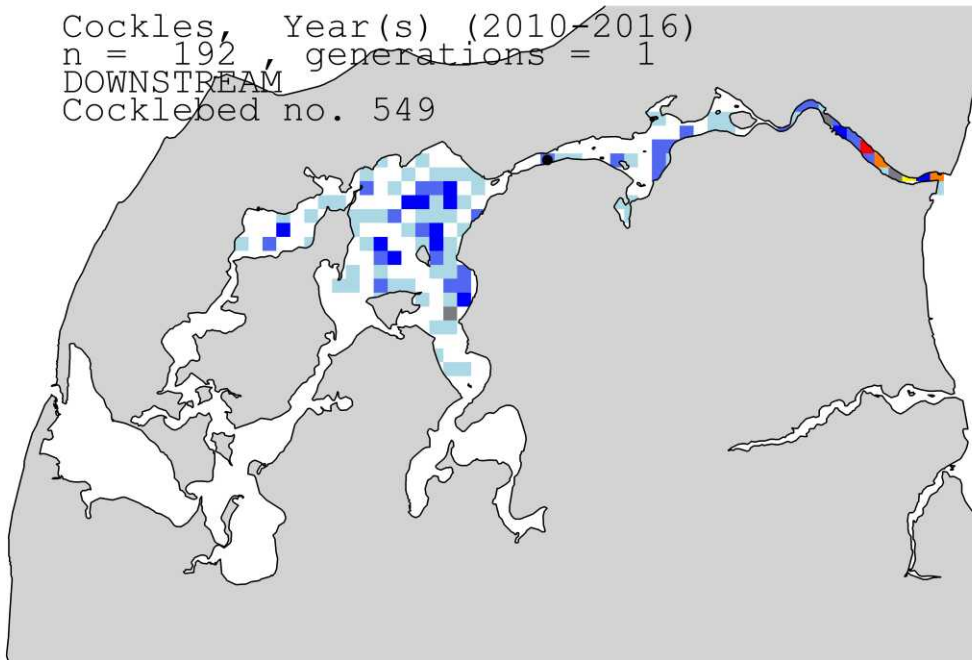 Cockles, Year(s) (2010-2016)
n = 192 , generations = 1
DOWNSTREAM
Cocklebed no. 549